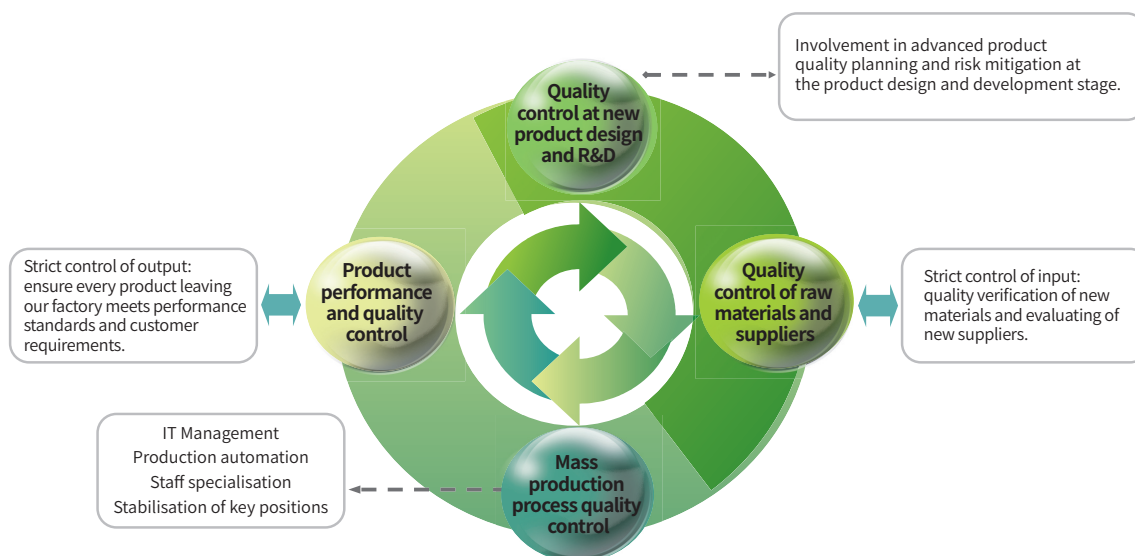 Involvement in advanced product
quality planning and risk mitigation at
the product design and development stage.
Quality
control at new
product design
and R&D
Strict control of output:
ensure every product leaving
our factory meets performance
standards and customer
requirements.
Product
performance
and quality
control
Quality
control of raw
materials and
suppliers
Strict control of input:
quality verification of new
materials and evaluating of
new suppliers.
IT Management
Production automation
Staff specialisation
Stabilisation of key positions
Mass
production
process quality
control